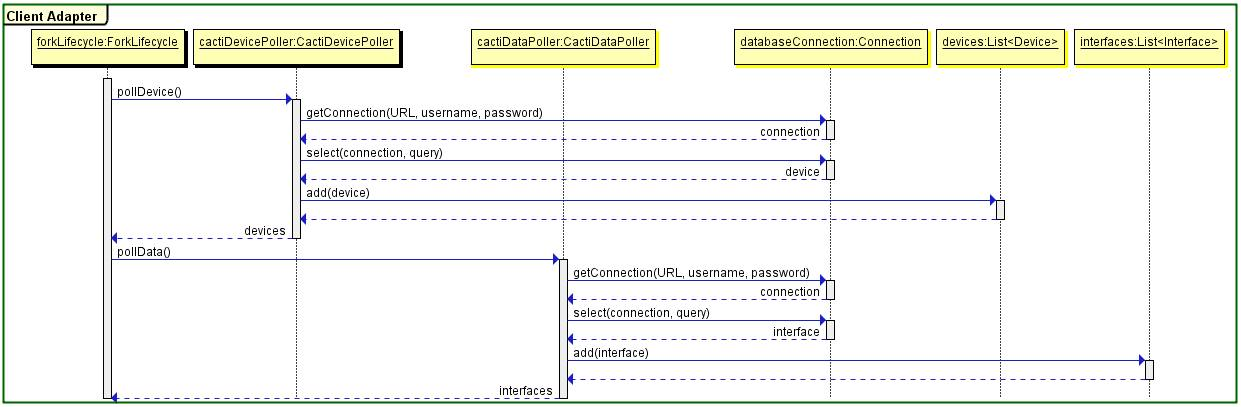 Client Adapter
forkLifecycle:ForkLifecycle
cactiDevicePoller:CactiDevicePoller
cactiDataPoller:CactiDataPoller
databaseConnection:Connection
devices:List<Device>
interfaces:List<Interface>
pollDevice()
getConnection(URL, username, password)
connection
select(connection, query)
device
add(device)
devices
pollData()
getConnection(URL, username, password)
connection
select(connection, query)
interface
add(interface)
interfaces